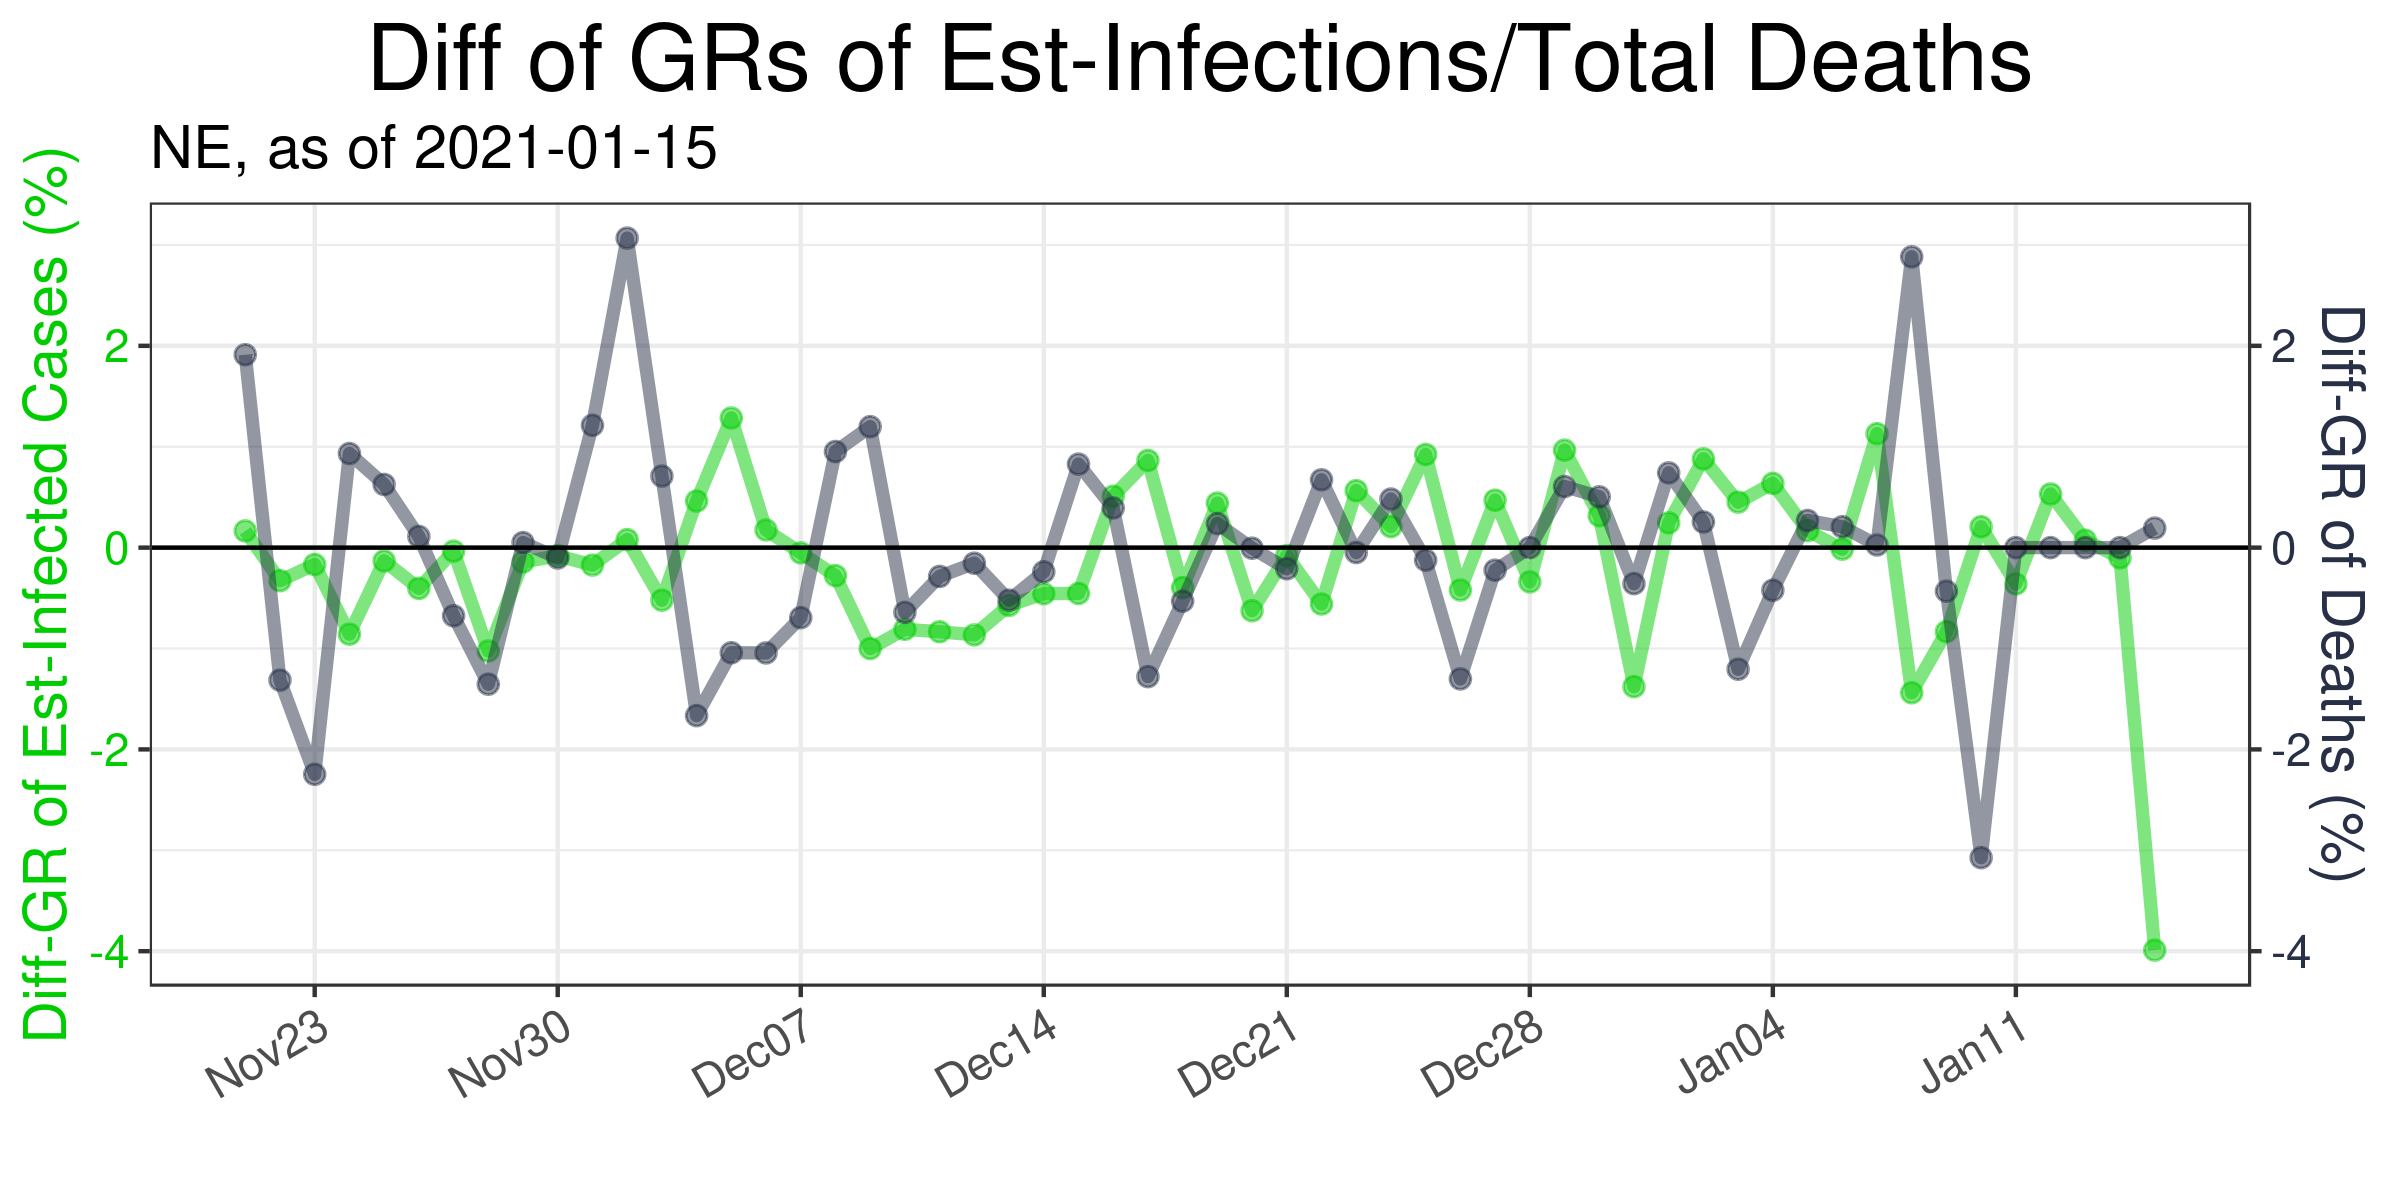 Diff of GRs of Est-Infections/Total Deaths
NE, as of 2021-01-15
Diff-GR of Est-Infected Cases (%)
2
0
-2
-4
2
0
-2
-4
Diff-GR of Deaths (%)
Nov23
Nov30
Dec07
Dec14
Dec21
Dec28
Jan04
Jan11